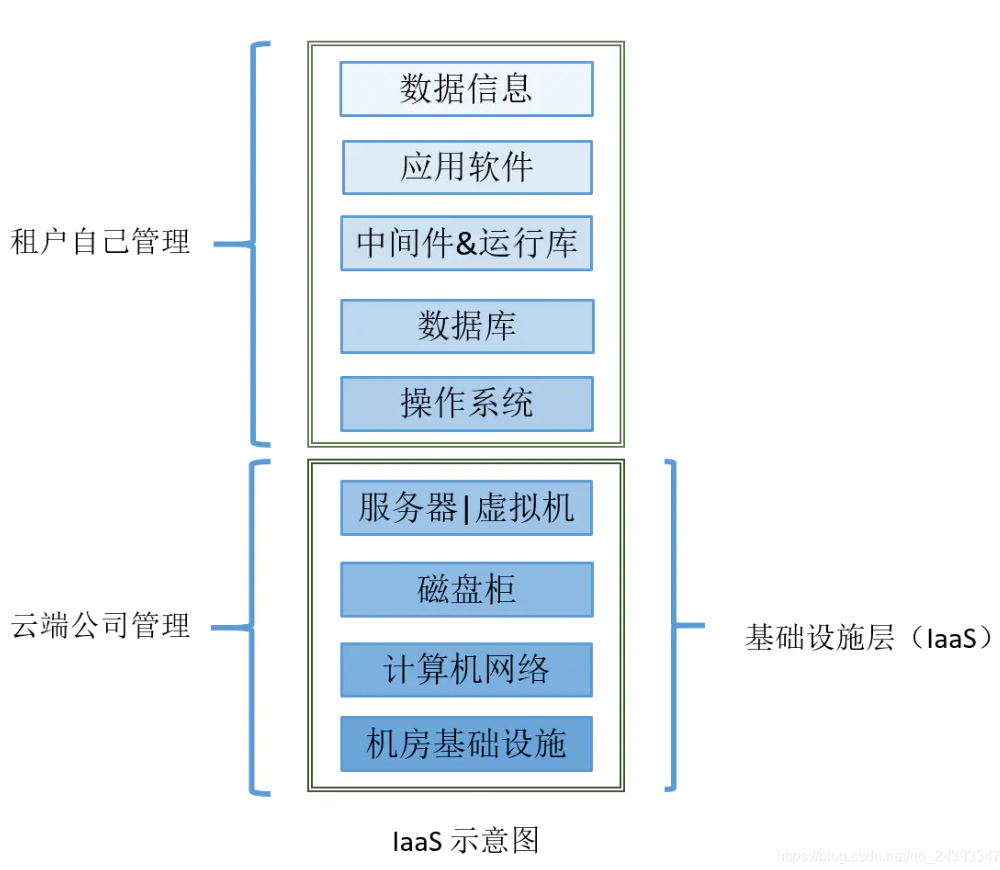 数据信息
应用软件
租户自己管理
中间件&运行库
数据库
操作系统
服务器|虚拟机
磁盘柜
云端公司管理
基础设施层（IaaS）
计算机网络
机房基础设施
IaaS 示意图
https://blog.csdn.net/qq_24393347